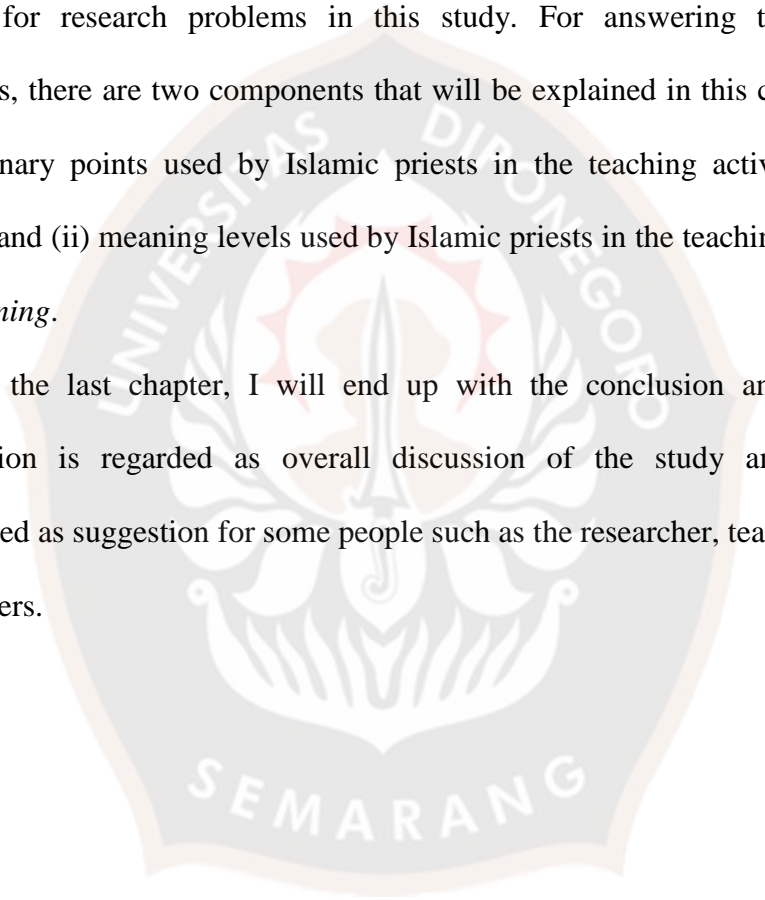 for research problems in this study. For answering t
s, there are two components that will be explained in this c
nary points used by Islamic priests in the teaching activ
and (ii) meaning levels used by Islamic priests in the teachin
ning.
the last chapter, I will end up with the conclusion an
ion is regarded as overall discussion of the study an
ed as suggestion for some people such as the researcher, tea
ers.
UNIVERSITAS DIPONEGORO
SEMARANG